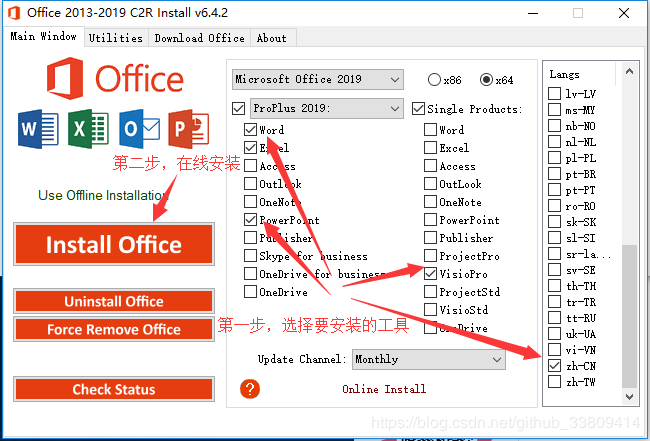 Office 2013-2019 C2R Install v6.4.2
Main Window
Utilities
Download Office
About
Office
第二步，在线安装
Use Offline Installation
Install Office
Uninstall Office
Force Remove Office
Check Status
Microsoft Office 2019
x86
x64
ProPlus 2019:
Word
Excel
Access
OutLook
OneNote
PowerPoint
Publisher
Skype for business
OneDrive for business
OneDrive
Single Products:
Word
Excel
Access
OutLook
OneNote
PowerPoint
Publisher
ProjectPro
VisioPro
ProjectStd
VisioStd
OneDrive
第一步，选择要安装的工具
Update Channel:
Monthly
Online Install
Langs
lv-LV
ms-MY
nb-NO
nl-NL
pl-PL
pt-BR
pt-PT
ro-RO
sk-SK
sl-SI
sr-la...
sv-SE
th-TH
tr-TR
tt-RU
uk-UA
vi-VN
zh-CN
zh-TW
https://blog.csdn.net/github_33809414